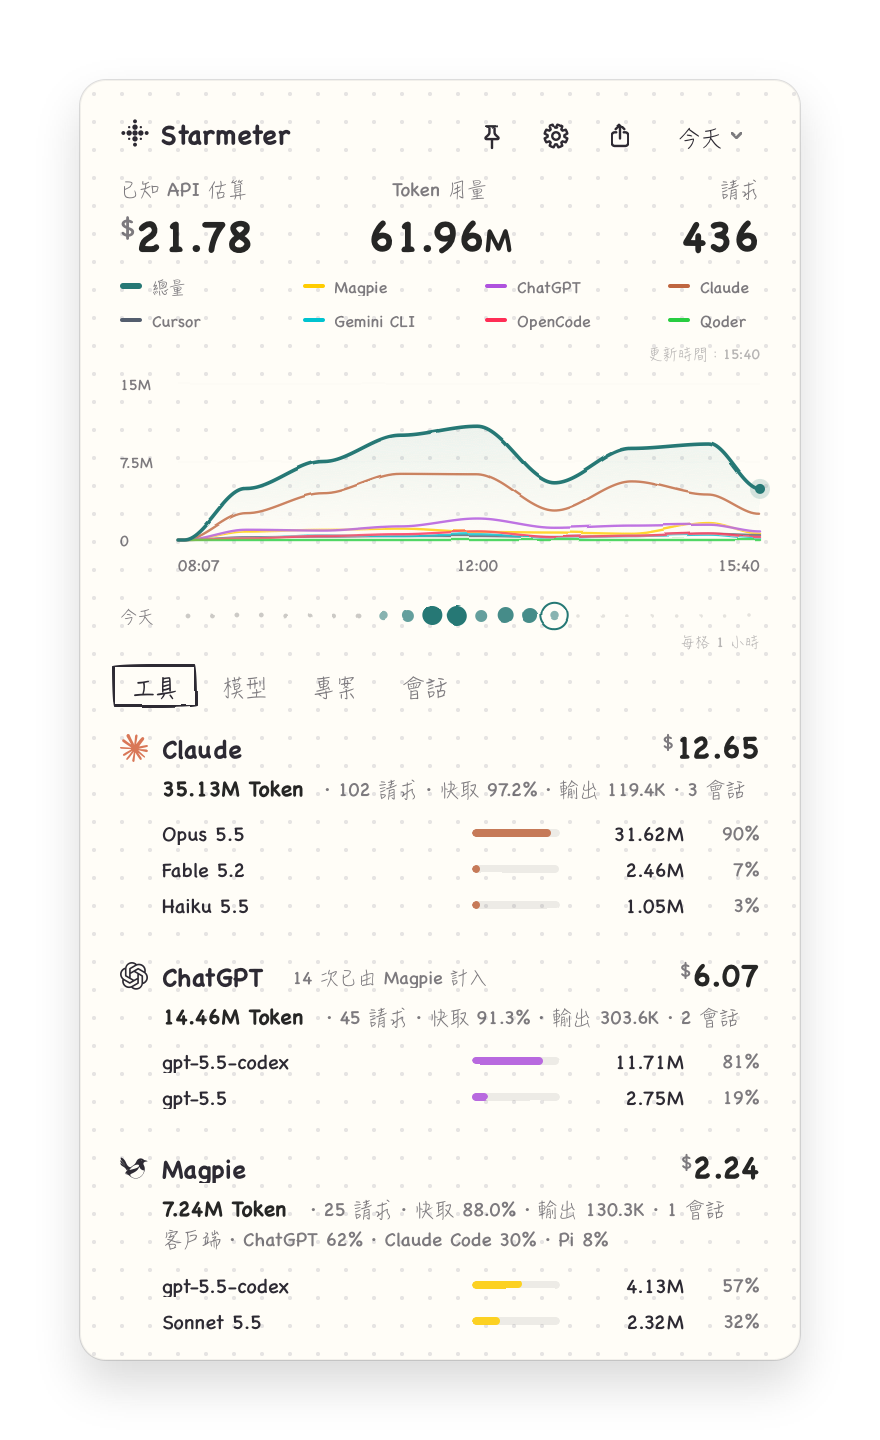 Starmeter 今天
已知 API 估算 Token 用量 請求
$21.78 61.96M 436
總量 Magpie ChatGPT Claude
Cursor Gemini CLI OpenCode Qoder
更新時間：15:40
15M
7.5M
0
08:07 12:00 15:40
今天
每格 1 小時
工具 模型 專案 會話
Claude $12.65
35.13M Token · 102 請求 · 快取 97.2% · 輸出 119.4K · 3 會話
Opus 5.5 31.62M 90%
Fable 5.2 2.46M 7%
Haiku 5.5 1.05M 3%
ChatGPT 14 次已由 Magpie 計入 $6.07
14.46M Token · 45 請求 · 快取 91.3% · 輸出 303.6K · 2 會話
gpt-5.5-codex 11.71M 81%
gpt-5.5 2.75M 19%
Magpie $2.24
7.24M Token · 25 請求 · 快取 88.0% · 輸出 130.3K · 1 會話
客戶端 · ChatGPT 62% · Claude Code 30% · Pi 8%
gpt-5.5-codex 4.13M 57%
Sonnet 5.5 2.32M 32%